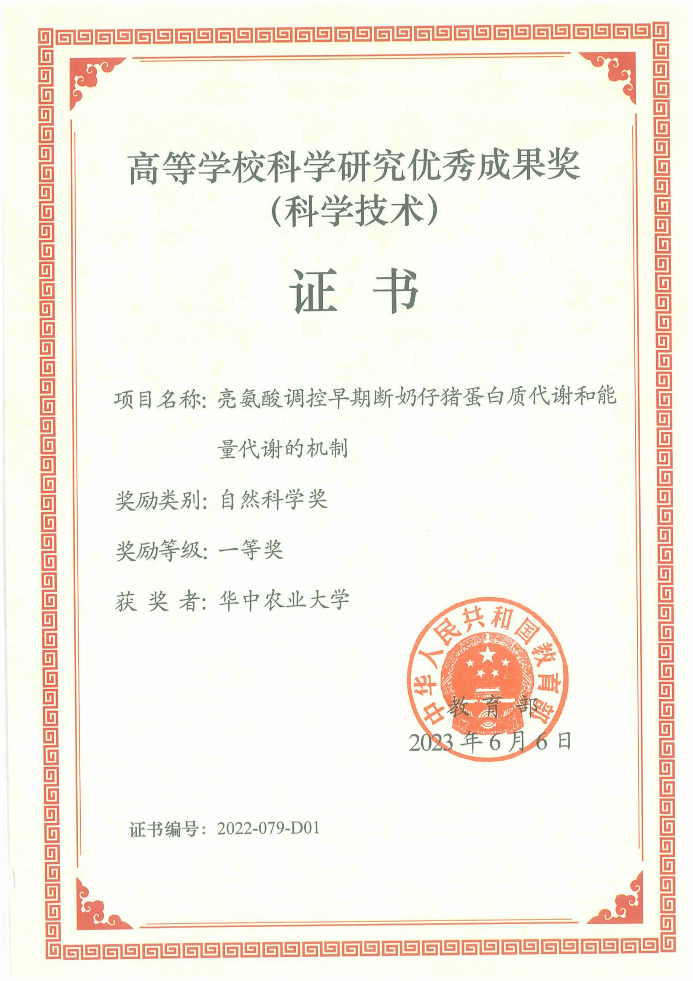 高等学校科学研究优秀成果奖
（科学技术）
证 书
项目名称: 亮氨酸调控早期断奶仔猪蛋白质代谢和能
量代谢的机制
奖励类别: 自然科学奖
奖励等级: 一等奖
获 奖 者: 华中农业大学
中华人民共和国教育部
教 育 部
2023 年 6 月 6 日
证书编号: 2022-079-D01